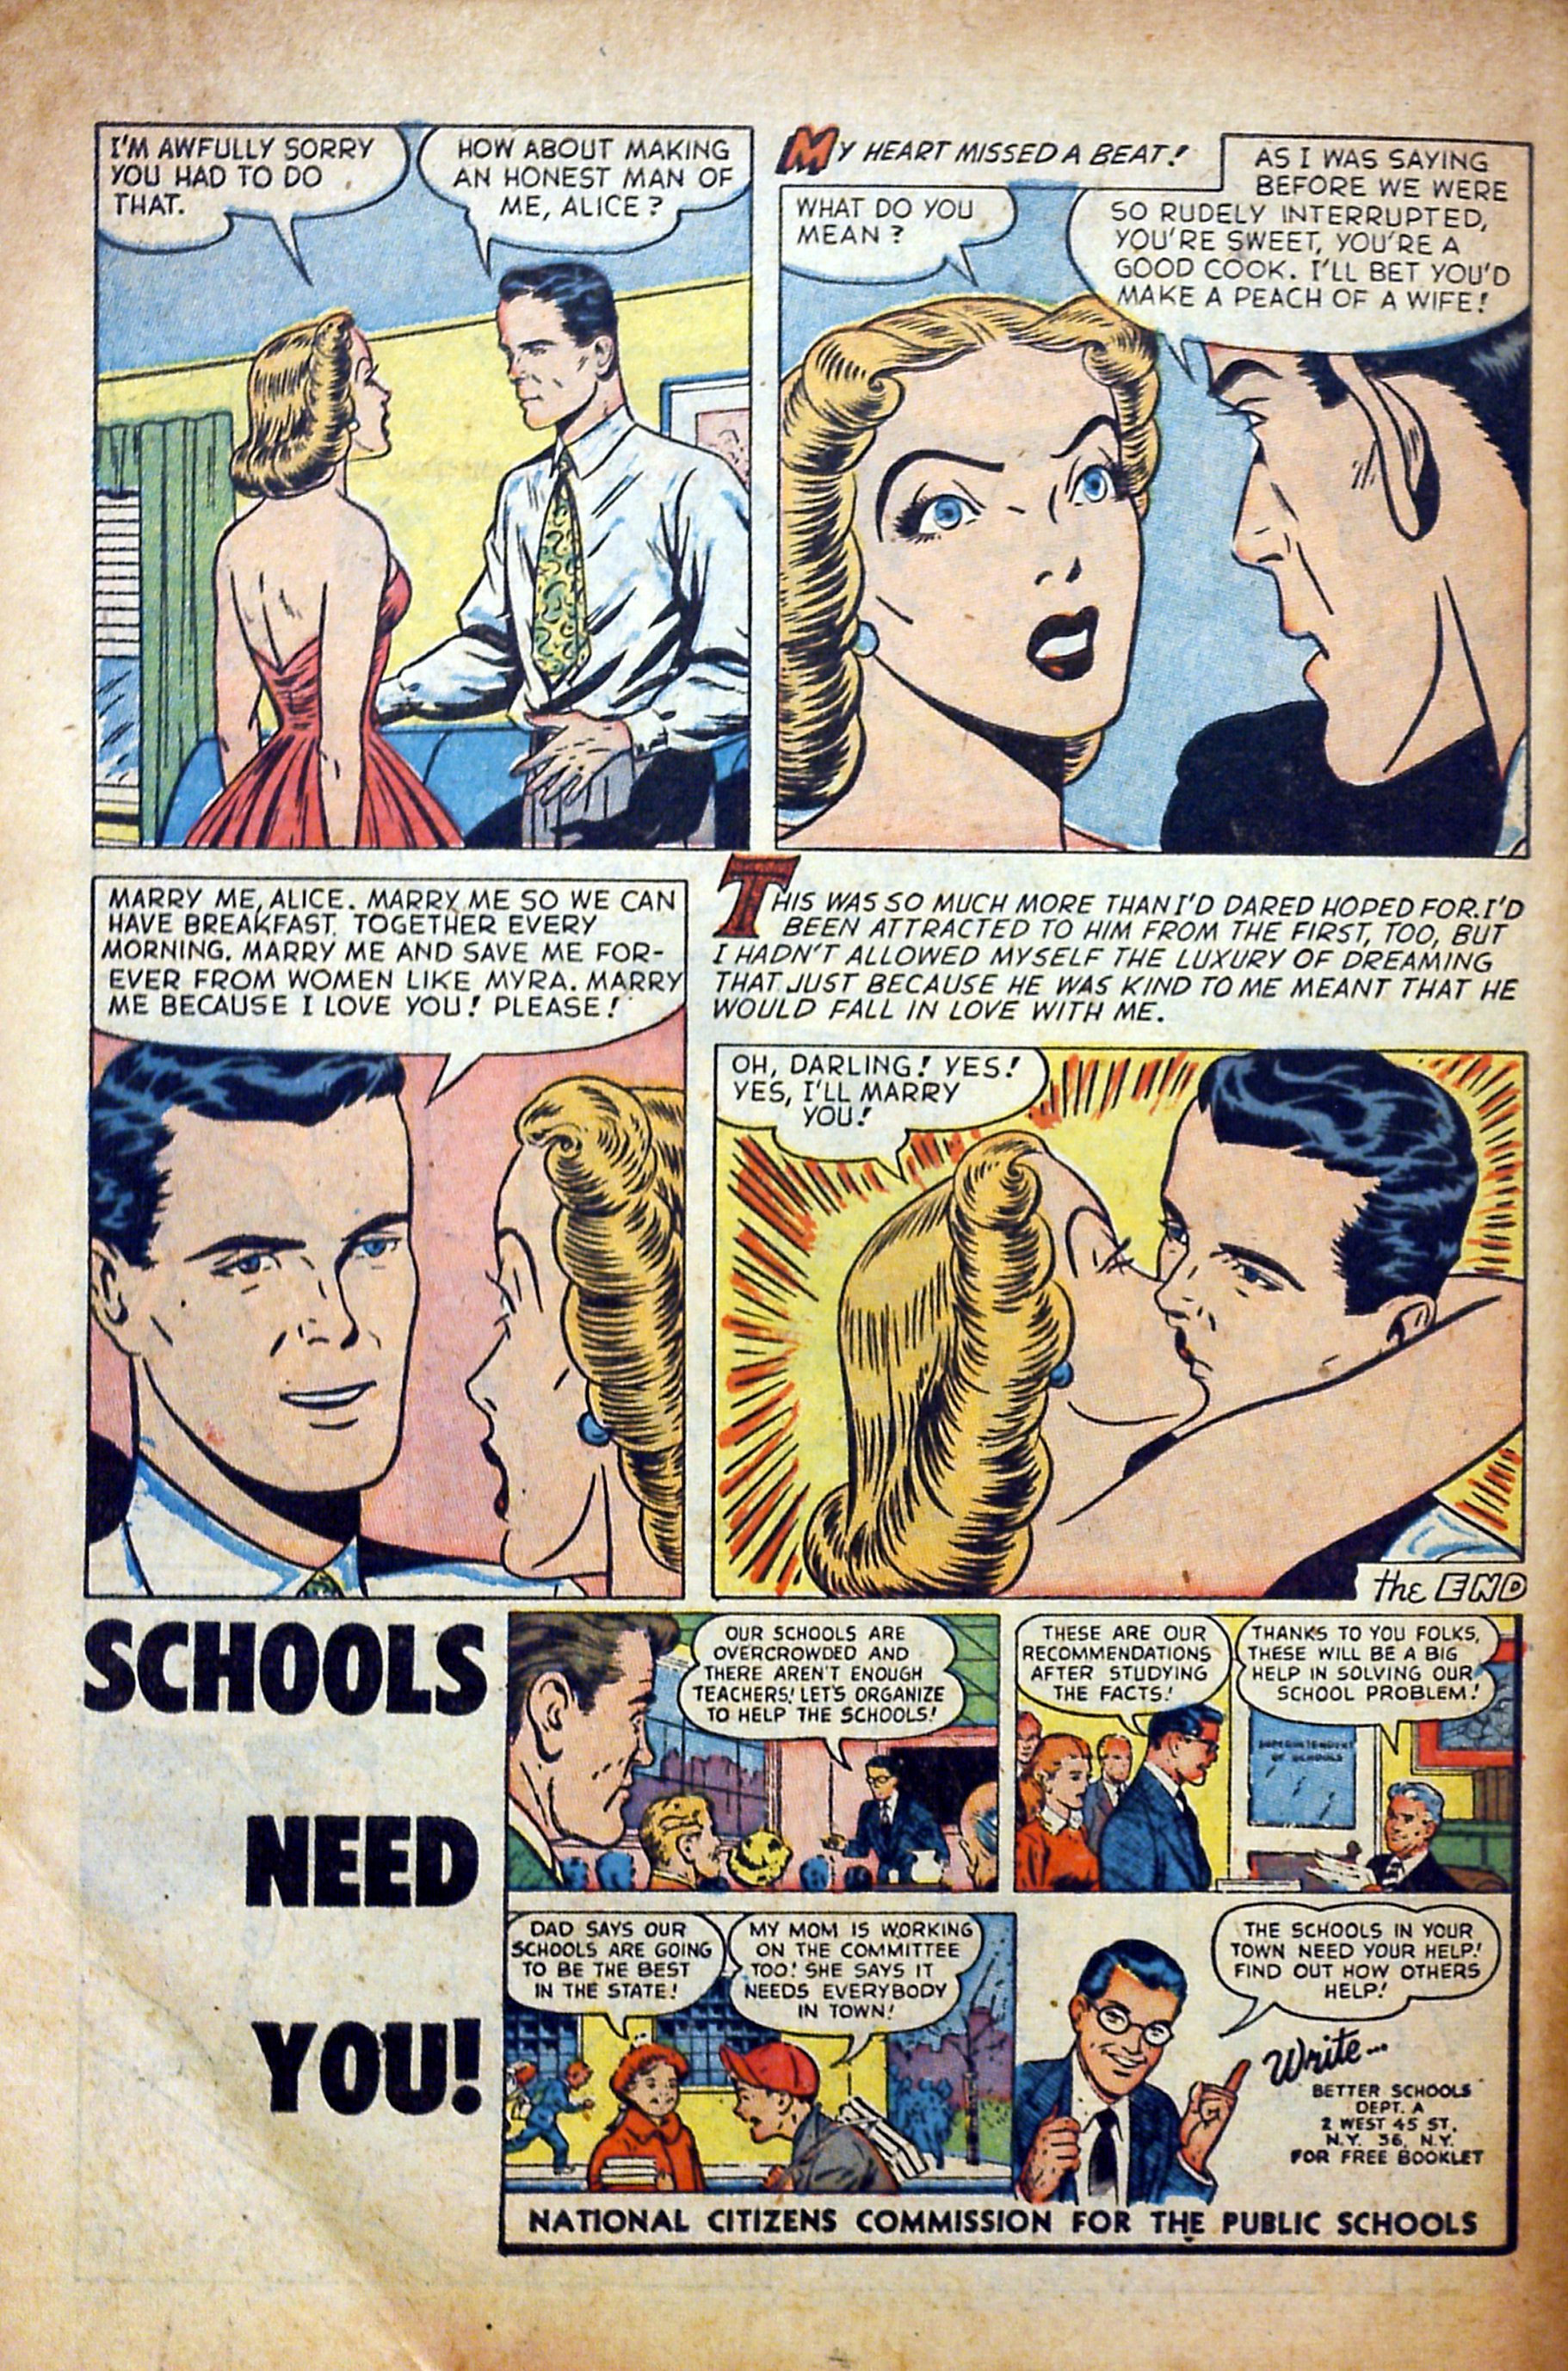 I'M AWFULLY SORRY
YOU HAD TO DO
THAT.
HOW ABOUT MAKING
AN HONEST MAN OF
ME, ALICE?
MY HEART MISSED A BEAT!
WHAT DO YOU
MEAN?
AS I WAS SAYING
BEFORE WE WERE
SO RUDELY INTERRUPTED,
YOU'RE SWEET, YOU'RE A
GOOD COOK. I'LL BET YOU'D
MAKE A PEACH OF A WIFE!
MARRY ME, ALICE. MARRY ME SO WE CAN
HAVE BREAKFAST TOGETHER EVERY
MORNING. MARRY ME AND SAVE ME FOR-
EVER FROM WOMEN LIKE MYRA. MARRY
ME BECAUSE I LOVE YOU! PLEASE!
THIS WAS SO MUCH MORE THAN I'D DARED HOPED FOR. I'D
BEEN ATTRACTED TO HIM FROM THE FIRST, TOO, BUT
I HADN'T ALLOWED MYSELF THE LUXURY OF DREAMING
THAT JUST BECAUSE HE WAS KIND TO ME MEANT THAT HE
WOULD FALL IN LOVE WITH ME.
OH, DARLING! YES!
YES, I'LL MARRY
YOU!
the END
SCHOOLS
NEED
YOU!
OUR SCHOOLS ARE
OVERCROWDED AND
THERE AREN'T ENOUGH
TEACHERS! LET'S ORGANIZE
TO HELP THE SCHOOLS!
THESE ARE OUR
RECOMMENDATIONS
AFTER STUDYING
THE FACTS!
THANKS TO YOU FOLKS,
THESE WILL BE A BIG
HELP IN SOLVING OUR
SCHOOL PROBLEM!
SUPERINTENDENT
OF SCHOOLS
DAD SAYS OUR
SCHOOLS ARE GOING
TO BE THE BEST
IN THE STATE!
MY MOM IS WORKING
ON THE COMMITTEE
TOO! SHE SAYS IT
NEEDS EVERYBODY
IN TOWN!
THE SCHOOLS IN YOUR
TOWN NEED YOUR HELP!
FIND OUT HOW OTHERS
HELP!
Write...
BETTER SCHOOLS
DEPT. A
2 WEST 45 ST.
N.Y. 36, N.Y.
FOR FREE BOOKLET
NATIONAL CITIZENS COMMISSION FOR THE PUBLIC SCHOOLS